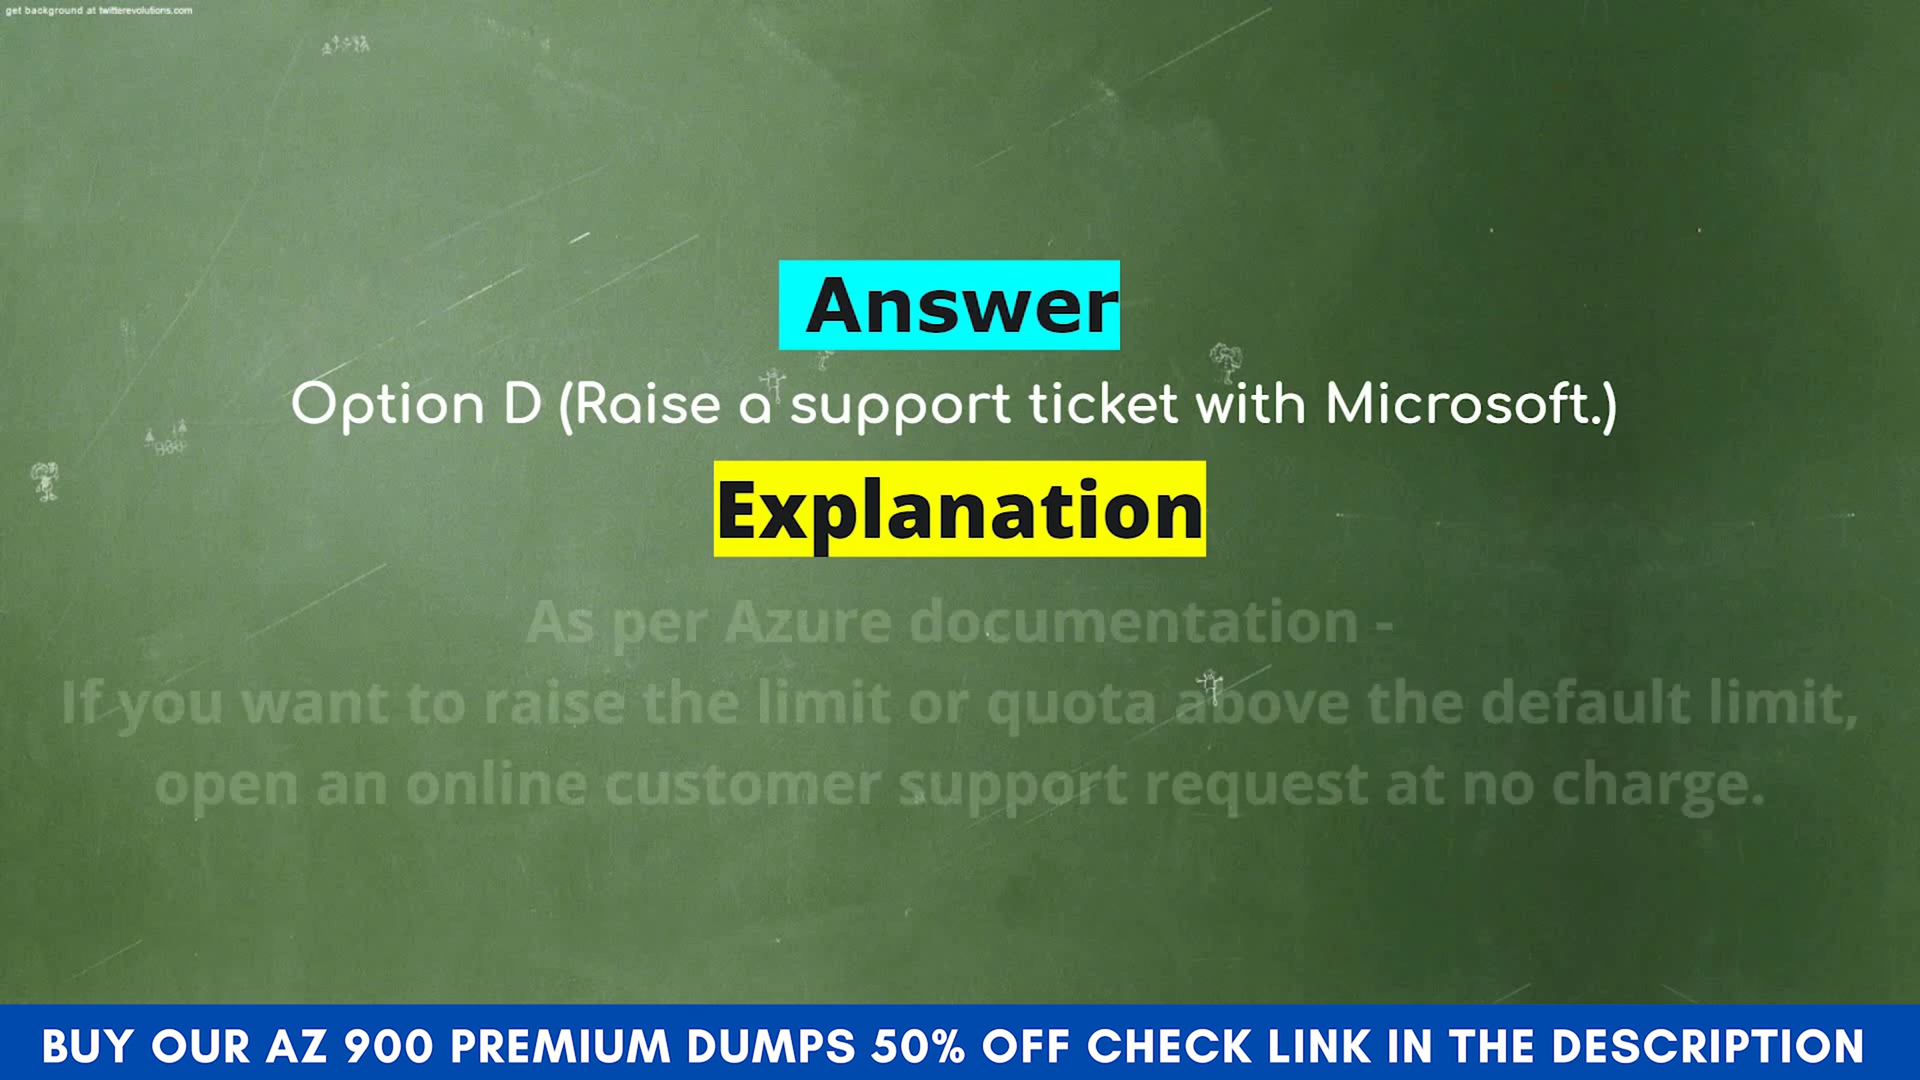 get background at twitterevolutions.com
Answer
Option D (Raise a support ticket with Microsoft.)
Explanation
As per Azure documentation -
If you want to raise the limit or quota above the default limit,
open an online customer support request at no charge.
BUY OUR AZ 900 PREMIUM DUMPS 50% OFF CHECK LINK IN THE DESCRIPTION